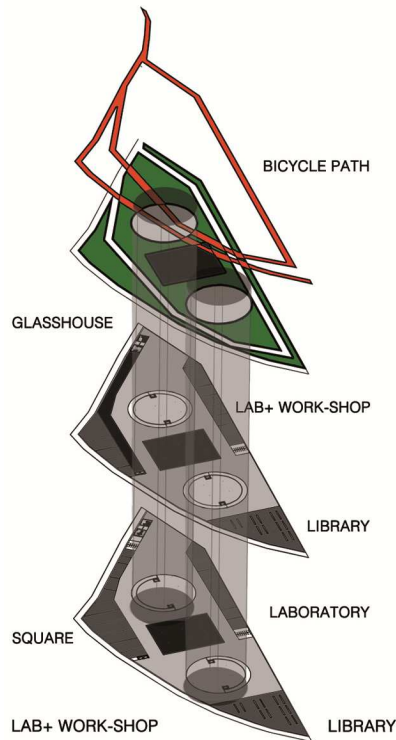 BICYCLE PATH
GLASSHOUSE
LAB+ WORK-SHOP
LIBRARY
LABORATORY
SQUARE
LAB+ WORK-SHOP
LIBRARY